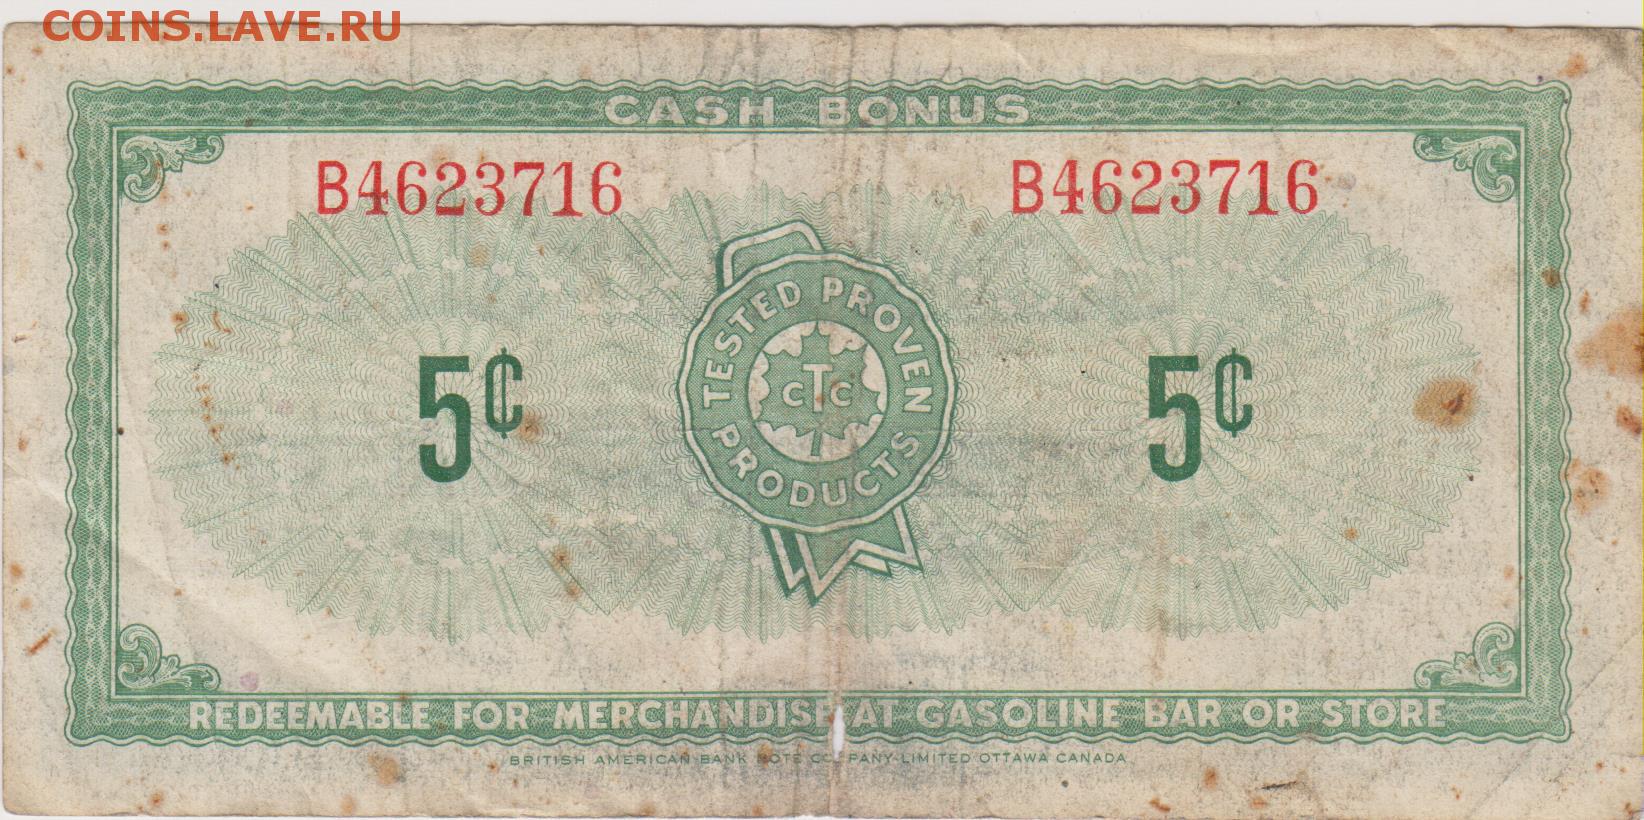 COINS.LAVE.RU
CASH BONUS
B4623716 B4623716
TESTED PROVEN
CTC
PRODUCTS
5¢ 5¢
REDEEMABLE FOR MERCHANDISE AT GASOLINE BAR OR STORE
BRITISH AMERICAN BANK NOTE COMPANY LIMITED OTTAWA CANADA